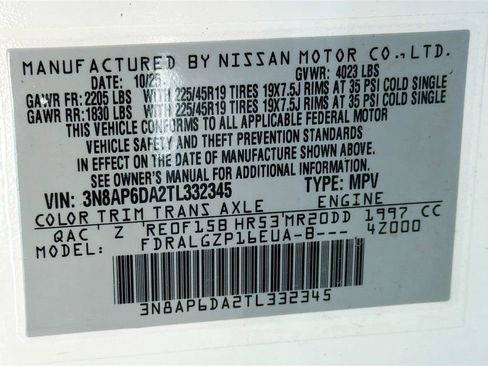 MANUFACTURED BY NISSAN MOTOR CO.,LTD.
DATE: 10/25 GVWR: 4023 LBS
GAWR FR: 2205 LBS WITH 225/45R19 TIRES 19X7.5J RIMS AT 35 PSI COLD SINGLE
GAWR RR: 1830 LBS WITH 225/45R19 TIRES 19X7.5J RIMS AT 35 PSI COLD SINGLE
THIS VEHICLE CONFORMS TO ALL APPLICABLE FEDERAL MOTOR
VEHICLE SAFETY AND THEFT PREVENTION STANDARDS IN
EFFECT ON THE DATE OF MANUFACTURE SHOWN ABOVE.
SEE OWNER'S MANUAL FOR ADDITIONAL INFORMATION.
VIN: 3N8AP6DA2TL332345 TYPE: MPV
COLOR TRIM TRANS AXLE ENGINE
QAC Z RE0F15B HR53 MR20DD 1997 CC
FDRALGZP16EUA-B--- 4Z000
3N8AP6DA2TL332345